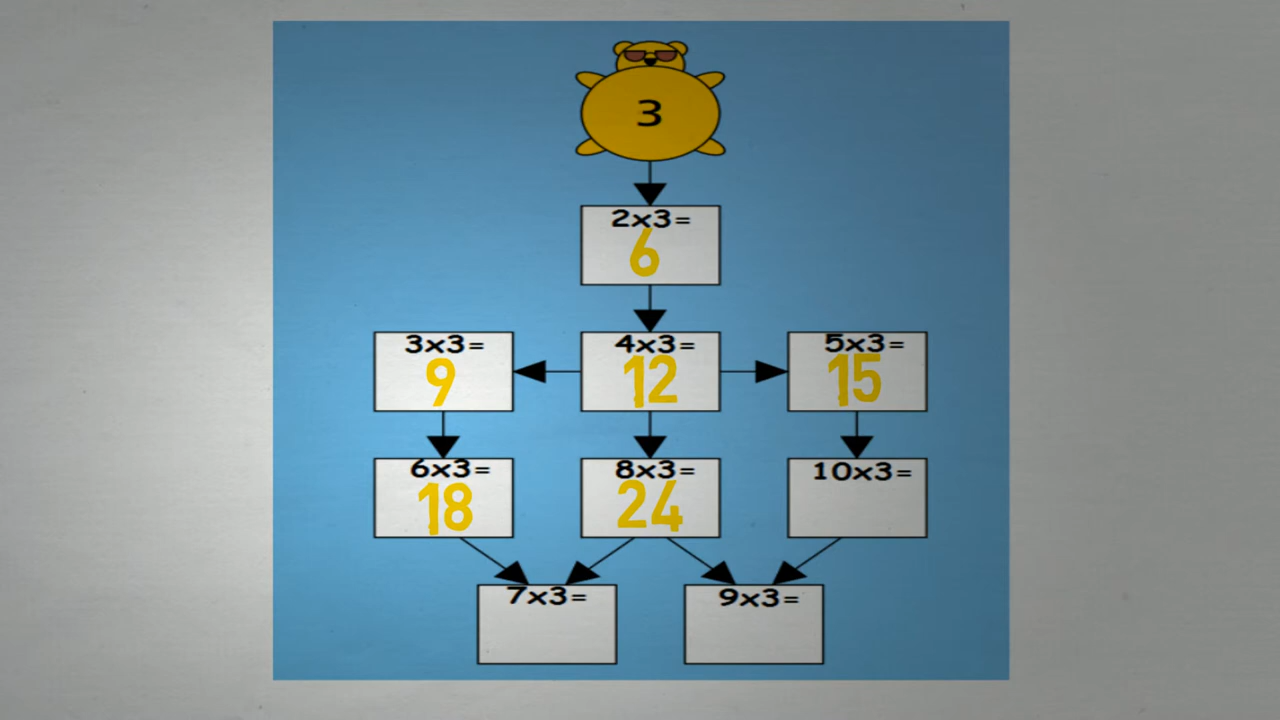 3
2x3=
6
3x3=
9
4x3=
12
5x3=
15
6x3=
18
8x3=
24
10x3=
7x3=
9x3=